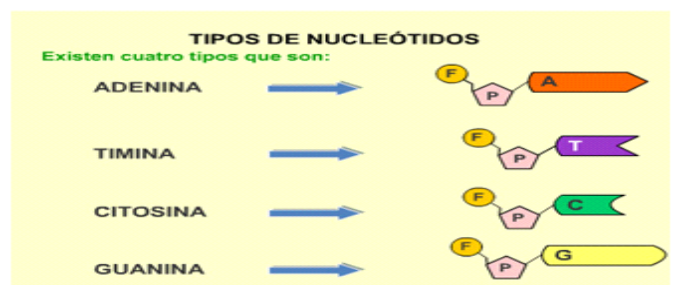 TIPOS DE NUCLEÓTIDOS
Existen cuatro tipos que son:
ADENINA F P A
TIMINA F P T
CITOSINA F P C
GUANINA F P G